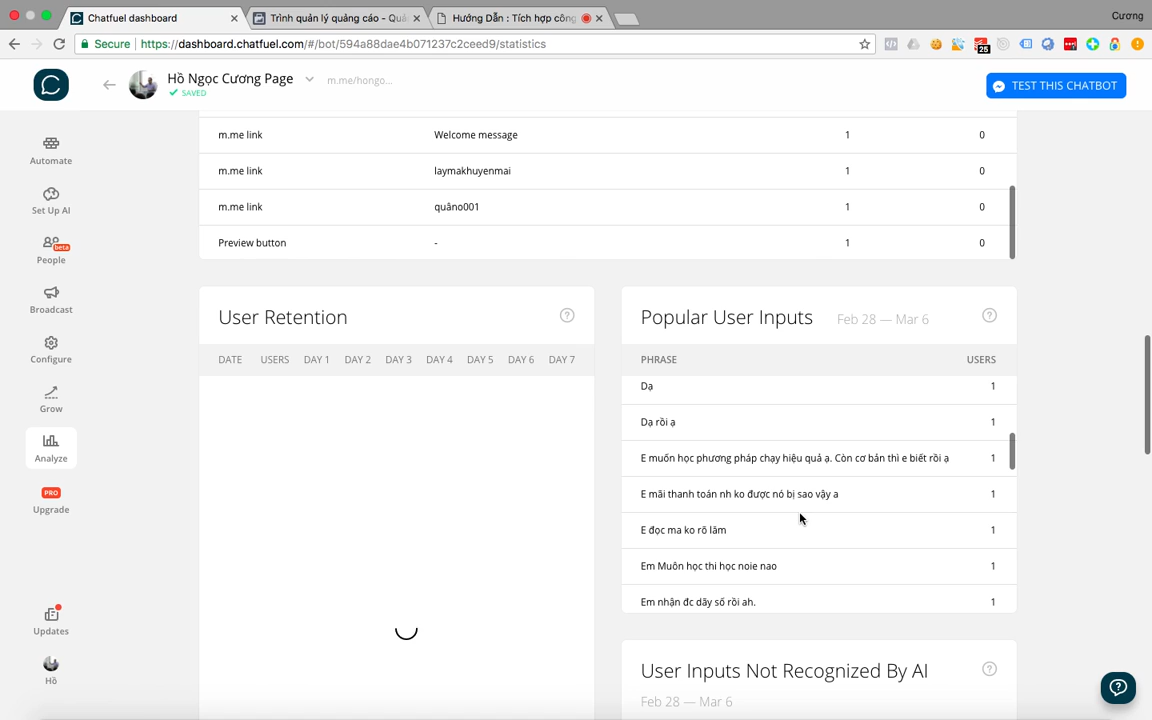 Chatfuel dashboard
Trình quản lý quảng cáo - Quả
Hướng Dẫn : Tích hợp công
Cương
Secure https://dashboard.chatfuel.com/#/bot/594a88dae4b071237c2ceed9/statistics
25
Hồ Ngọc Cương Page
m.me/hongo...
SAVED
TEST THIS CHATBOT
Automate
Set Up AI
beta
People
Broadcast
Configure
Grow
Analyze
PRO
Upgrade
Updates
Hồ
m.me link Welcome message 1 0
m.me link laymakhuyenmai 1 0
m.me link quâno001 1 0
Preview button - 1 0
User Retention
DATE USERS DAY 1 DAY 2 DAY 3 DAY 4 DAY 5 DAY 6 DAY 7
Popular User Inputs Feb 28 — Mar 6
PHRASE USERS
Dạ 1
Dạ rồi ạ 1
E muốn học phương pháp chạy hiệu quả ạ. Còn cơ bản thì e biết rồi ạ 1
E mãi thanh toán nh ko được nó bị sao vậy a 1
E đọc ma ko rõ lăm 1
Em Muôn học thi học noie nao 1
Em nhận đc dãy số rồi ah. 1
User Inputs Not Recognized By AI
Feb 28 — Mar 6